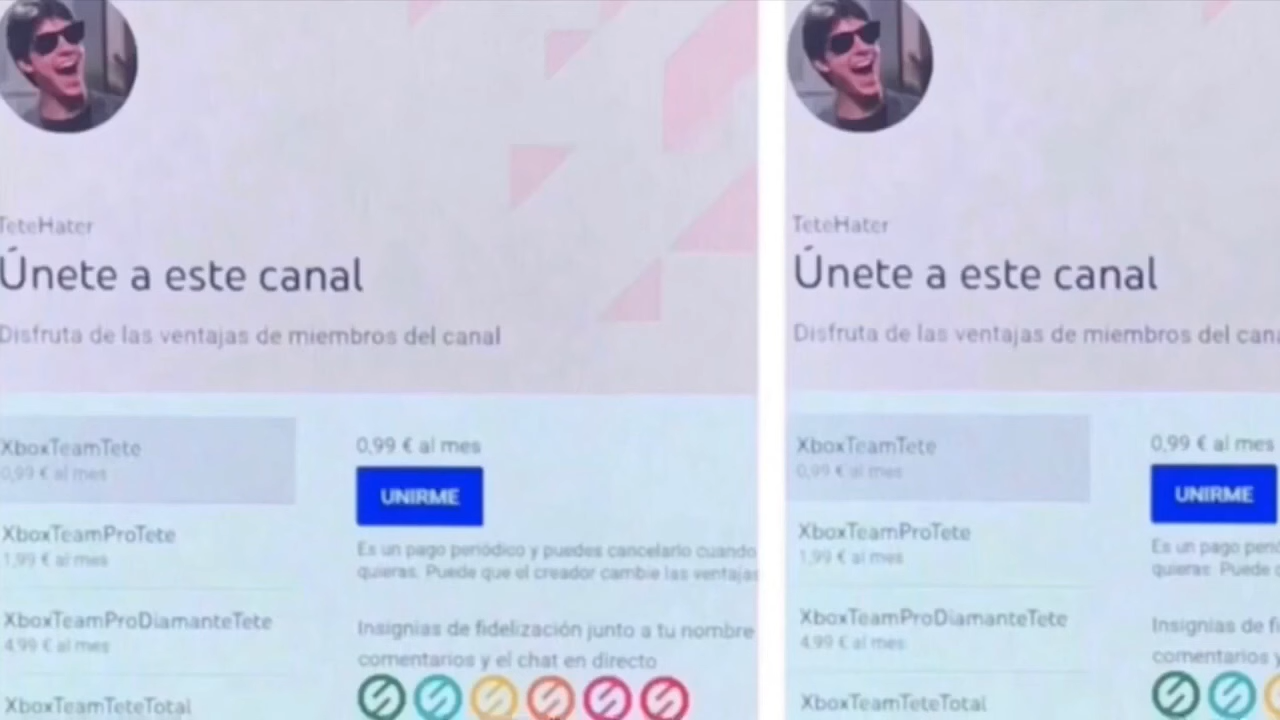 TeteHater
Únete a este canal
Disfruta de las ventajas de miembros del canal
XboxTeamTete
0,99 € al mes
XboxTeamProTete
1,99 € al mes
XboxTeamProDiamanteTete
4,99 € al mes
XboxTeamTeteTotal
0,99 € al mes
UNIRME
Es un pago periódico y puedes cancelarlo cuando
quieras. Puede que el creador cambie las ventajas
Insignias de fidelización junto a tu nombre
comentarios y el chat en directo
TeteHater
Únete a este canal
Disfruta de las ventajas de miembros del cana
XboxTeamTete
0,99 € al mes
XboxTeamProTete
1,99 € al mes
XboxTeamProDiamanteTete
4,99 € al mes
XboxTeamTeteTotal
0,99 € al mes
UNIRME
Es un pago
quieras. Puede
Insignias de
comentarios y